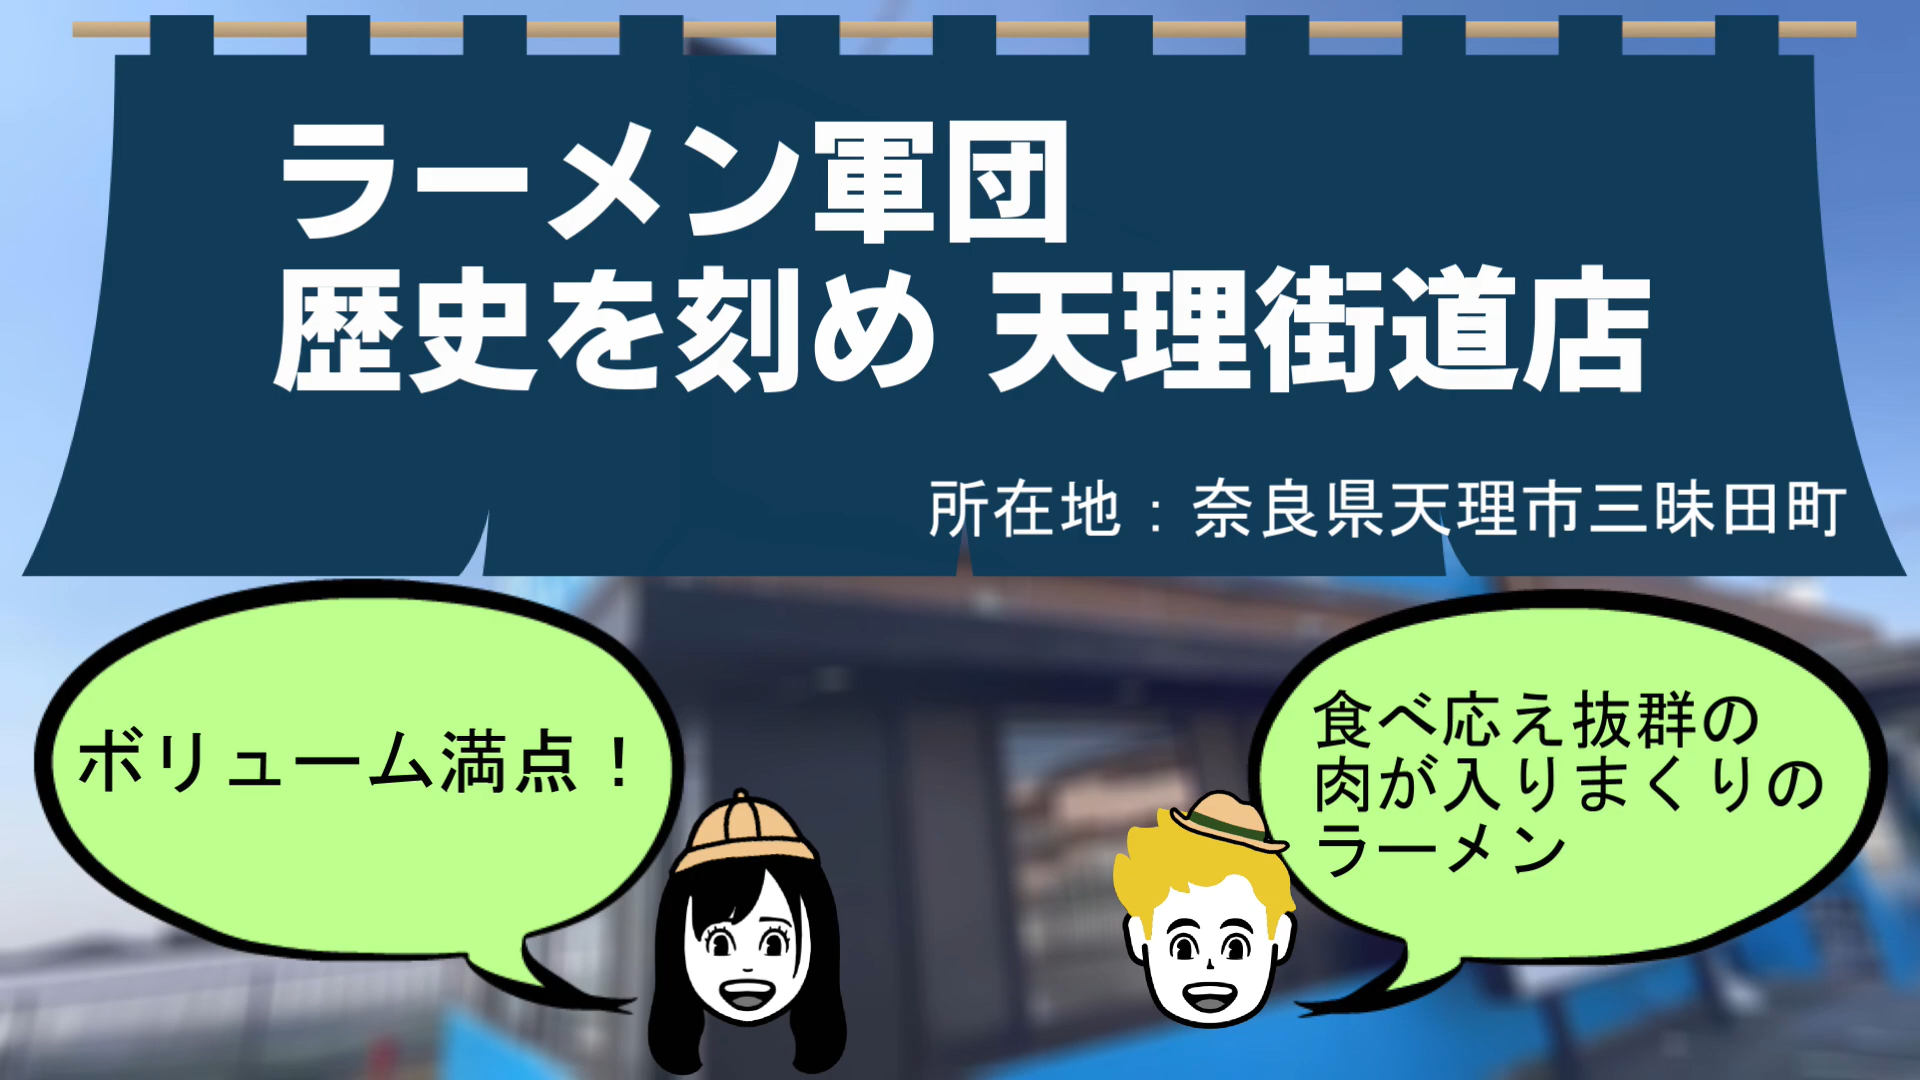 ラーメン軍団
歴史を刻め 天理街道店
所在地：奈良県天理市三昧田町
ボリューム満点！
食べ応え抜群の
肉が入りまくりの
ラーメン